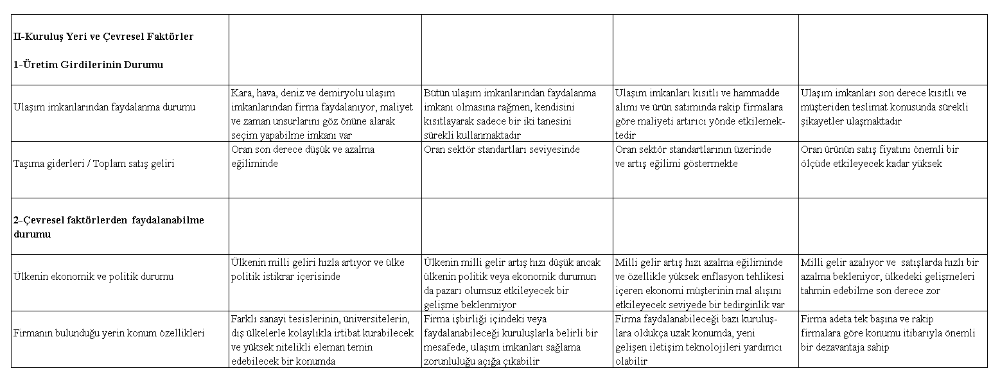 II-Kuruluş Yeri ve Çevresel Faktörler
1-Üretim Girdilerinin Durumu
Ulaşım imkanlarından faydalanma durumu
Kara, hava, deniz ve demiryolu ulaşım
imkanlarından firma faydalanıyor, maliyet
ve zaman unsurlarını göz önüne alarak
seçim yapabilme imkanı var
Bütün ulaşım imkanlarından faydalanma
imkanı olmasına rağmen, kendisini
kısıtlayarak sadece bir iki tanesini
sürekli kullanmaktadır
Ulaşım imkanları kısıtlı ve hammadde
alımı ve ürün satımında rakip firmalara
göre maliyeti artırıcı yönde etkilemek-
tedir
Ulaşım imkanları son derece kısıtlı ve
müşteriden teslimat konusunda sürekli
şikayetler ulaşmaktadır
Taşıma giderleri / Toplam satış geliri
Oran son derece düşük ve azalma
eğiliminde
Oran sektör standartları seviyesinde
Oran sektör standartlarının üzerinde
ve artış eğilimi göstermekte
Oran ürünün satış fiyatını önemli bir
ölçüde etkileyecek kadar yüksek
2-Çevresel faktörlerden  faydalanabilme
durumu
Ülkenin ekonomik ve politik durumu
Ülkenin milli geliri hızla artıyor ve ülke
politik istikrar içerisinde
Ülkenin milli gelir artış hızı düşük ancak
ülkenin politik veya ekonomik durumun
da pazarı olumsuz etkileyecek bir
gelişme beklenmiyor
Milli gelir artış hızı azalma eğiliminde
ve özellikle yüksek enflasyon tehlikesi
içeren ekonomi müşterinin mal alışını
etkileyecek seviyede bir tedirginlik var
Milli gelir azalıyor ve  satışlarda hızlı bir
azalma bekleniyor, ülkedeki gelişmeleri
tahmin edebilme son derece zor
Firmanın bulunduğu yerin konum özellikleri
Farklı sanayi tesislerinin, üniversitelerin,
dış ülkelerle kolaylıkla irtibat kurabilecek
ve yüksek nitelikli eleman temin
edebilecek bir konumda
Firma işbirliği içindeki veya
faydalanabileceği kuruluşlarla belirli bir
mesafede, ulaşım imkanları sağlama
zorunluluğu açığa çıkabilir
Firma faydalanabileceği bazı kuruluş-
lara oldukça uzak konumda, yeni
gelişen iletişim teknolojileri yardımcı
olabilir
Firma adeta tek başına ve rakip
firmalara göre konumu itibarıyla önemli
bir dezavantaja sahip